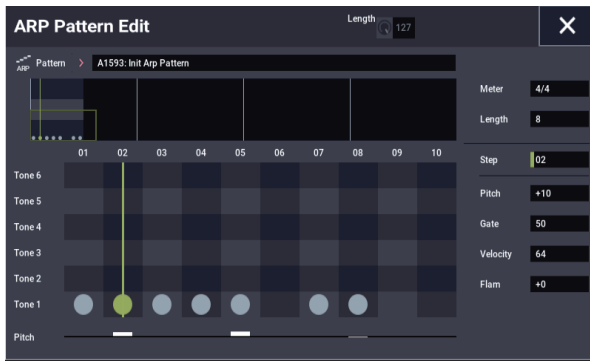 ARP Pattern Edit
Length 127
ARP Pattern > A1593: Init Arp Pattern
Meter 4/4
Length 8
01 02 03 04 05 06 07 08 09 10
Step 02
Tone 6
Tone 5
Pitch +10
Tone 4
Gate 50
Tone 3
Velocity 64
Tone 2
Flam +0
Tone 1
Pitch